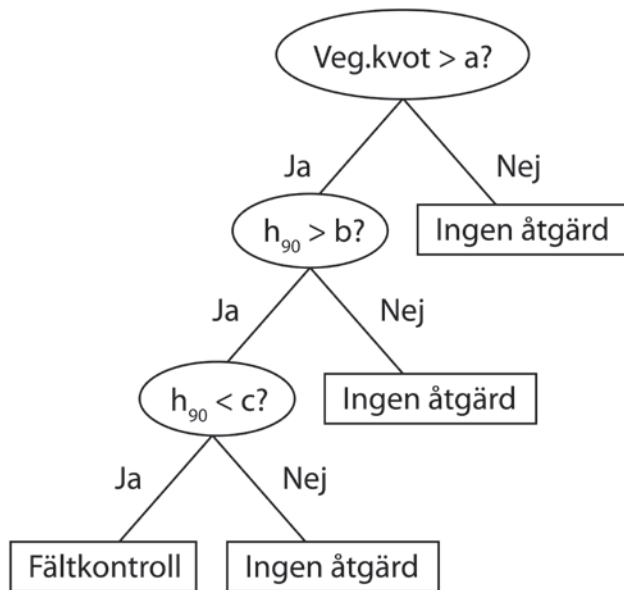 Veg.kvot > a?
Ja
Nej
h₉₀ > b?
Ingen åtgärd
Ja
Nej
h₉₀ < c?
Ingen åtgärd
Ja
Nej
Fältkontroll
Ingen åtgärd